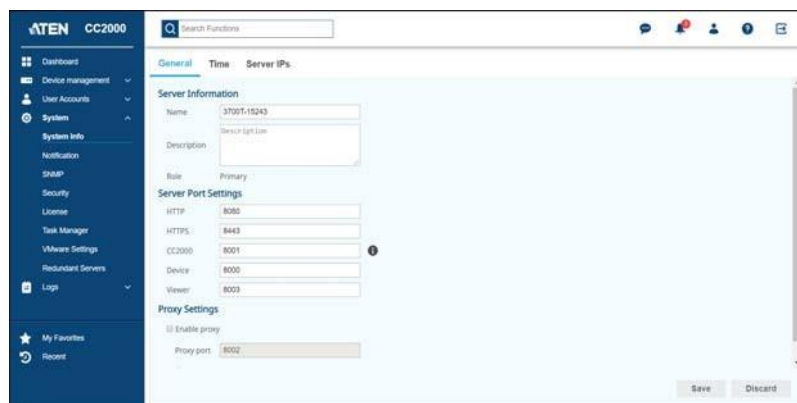 ATEN CC2000
Search Functions
Dashboard
Device management
User Accounts
System
System Info
Notification
SNMP
Security
License
Task Manager
VMware Settings
Redundant Servers
Logs
My Favorites
Recent
General Time Server IPs
Server Information
Name 3700T-15243
Description Description
Role Primary
Server Port Settings
HTTP 8080
HTTPS 8443
CC2000 8001
Device 8000
Viewer 8003
Proxy Settings
Enable proxy
Proxy port 8002
Save Discard